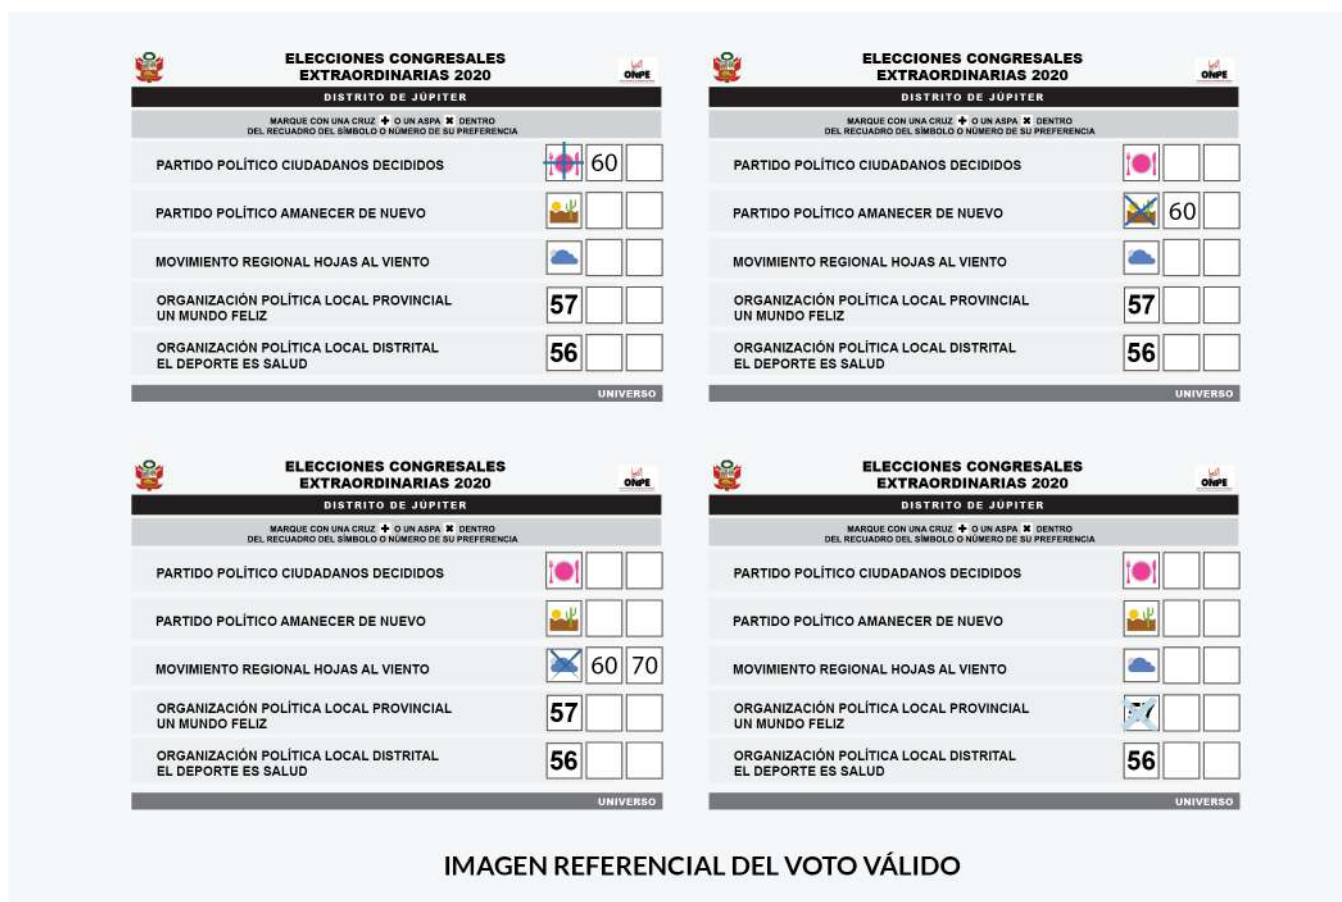 ELECCIONES CONGRESALES
EXTRAORDINARIAS 2020
ONPE
DISTRITO DE JÚPITER
MARQUE CON UNA CRUZ ✚ O UN ASPA ✖ DENTRO
DEL RECUADRO DEL SÍMBOLO O NÚMERO DE SU PREFERENCIA
PARTIDO POLÍTICO CIUDADANOS DECIDIDOS 60
PARTIDO POLÍTICO AMANECER DE NUEVO
MOVIMIENTO REGIONAL HOJAS AL VIENTO
ORGANIZACIÓN POLÍTICA LOCAL PROVINCIAL
UN MUNDO FELIZ 57
ORGANIZACIÓN POLÍTICA LOCAL DISTRITAL
EL DEPORTE ES SALUD 56
UNIVERSO
ELECCIONES CONGRESALES
EXTRAORDINARIAS 2020
ONPE
DISTRITO DE JÚPITER
MARQUE CON UNA CRUZ ✚ O UN ASPA ✖ DENTRO
DEL RECUADRO DEL SÍMBOLO O NÚMERO DE SU PREFERENCIA
PARTIDO POLÍTICO CIUDADANOS DECIDIDOS
PARTIDO POLÍTICO AMANECER DE NUEVO 60
MOVIMIENTO REGIONAL HOJAS AL VIENTO
ORGANIZACIÓN POLÍTICA LOCAL PROVINCIAL
UN MUNDO FELIZ 57
ORGANIZACIÓN POLÍTICA LOCAL DISTRITAL
EL DEPORTE ES SALUD 56
UNIVERSO
ELECCIONES CONGRESALES
EXTRAORDINARIAS 2020
ONPE
DISTRITO DE JÚPITER
MARQUE CON UNA CRUZ ✚ O UN ASPA ✖ DENTRO
DEL RECUADRO DEL SÍMBOLO O NÚMERO DE SU PREFERENCIA
PARTIDO POLÍTICO CIUDADANOS DECIDIDOS
PARTIDO POLÍTICO AMANECER DE NUEVO
MOVIMIENTO REGIONAL HOJAS AL VIENTO 60 70
ORGANIZACIÓN POLÍTICA LOCAL PROVINCIAL
UN MUNDO FELIZ 57
ORGANIZACIÓN POLÍTICA LOCAL DISTRITAL
EL DEPORTE ES SALUD 56
UNIVERSO
ELECCIONES CONGRESALES
EXTRAORDINARIAS 2020
ONPE
DISTRITO DE JÚPITER
MARQUE CON UNA CRUZ ✚ O UN ASPA ✖ DENTRO
DEL RECUADRO DEL SÍMBOLO O NÚMERO DE SU PREFERENCIA
PARTIDO POLÍTICO CIUDADANOS DECIDIDOS
PARTIDO POLÍTICO AMANECER DE NUEVO
MOVIMIENTO REGIONAL HOJAS AL VIENTO
ORGANIZACIÓN POLÍTICA LOCAL PROVINCIAL
UN MUNDO FELIZ 57
ORGANIZACIÓN POLÍTICA LOCAL DISTRITAL
EL DEPORTE ES SALUD 56
UNIVERSO
IMAGEN REFERENCIAL DEL VOTO VÁLIDO